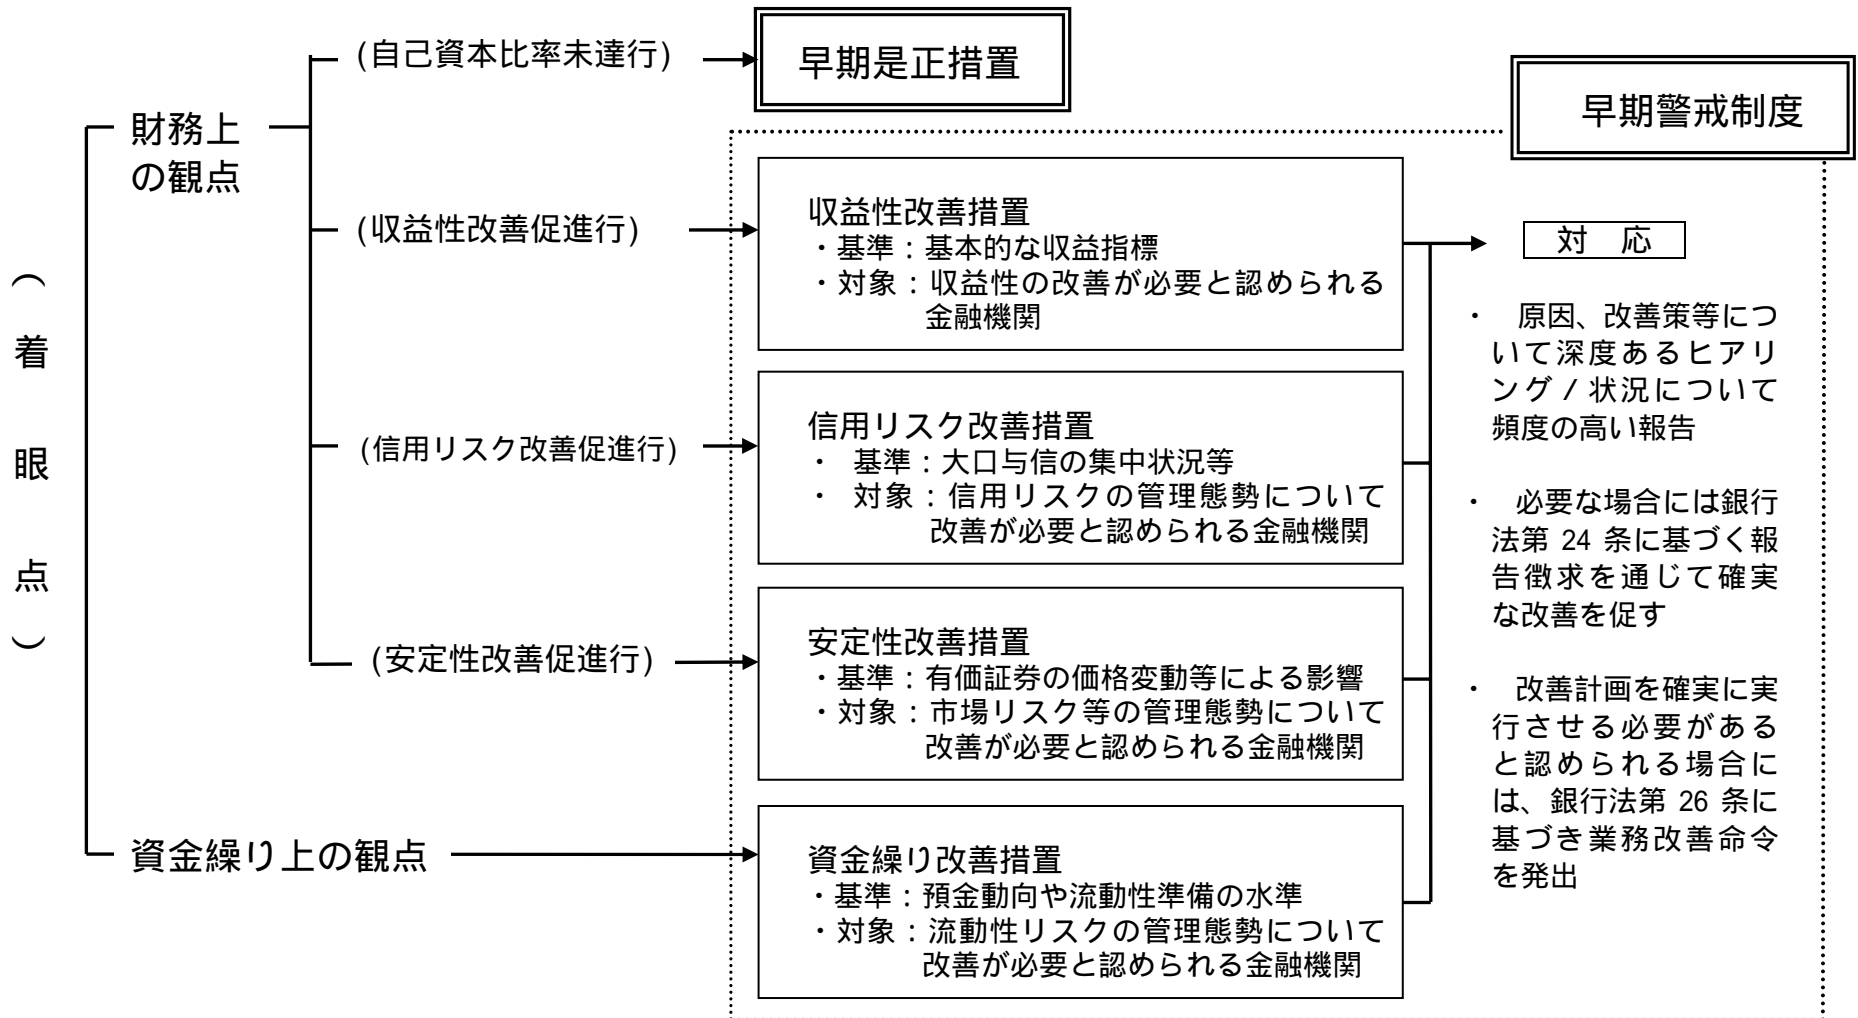 (着眼点)
財務上
の観点
(自己資本比率未達行)
早期是正措置
早期警戒制度
(収益性改善促進行)
収益性改善措置
・基準：基本的な収益指標
・対象：収益性の改善が必要と認められる
金融機関
(信用リスク改善促進行)
信用リスク改善措置
・ 基準：大口与信の集中状況等
・ 対象：信用リスクの管理態勢について
改善が必要と認められる金融機関
(安定性改善促進行)
安定性改善措置
・基準：有価証券の価格変動等による影響
・対象：市場リスク等の管理態勢について
改善が必要と認められる金融機関
資金繰り上の観点
資金繰り改善措置
・基準：預金動向や流動性準備の水準
・対象：流動性リスクの管理態勢について
改善が必要と認められる金融機関
対 応
・ 原因、改善策等につ
いて深度あるヒアリ
ング／状況について
頻度の高い報告
・ 必要な場合には銀行
法第 24 条に基づく報
告徴求を通じて確実
な改善を促す
・ 改善計画を確実に実
行させる必要がある
と認められる場合に
は、銀行法第 26 条に
基づき業務改善命令
を発出